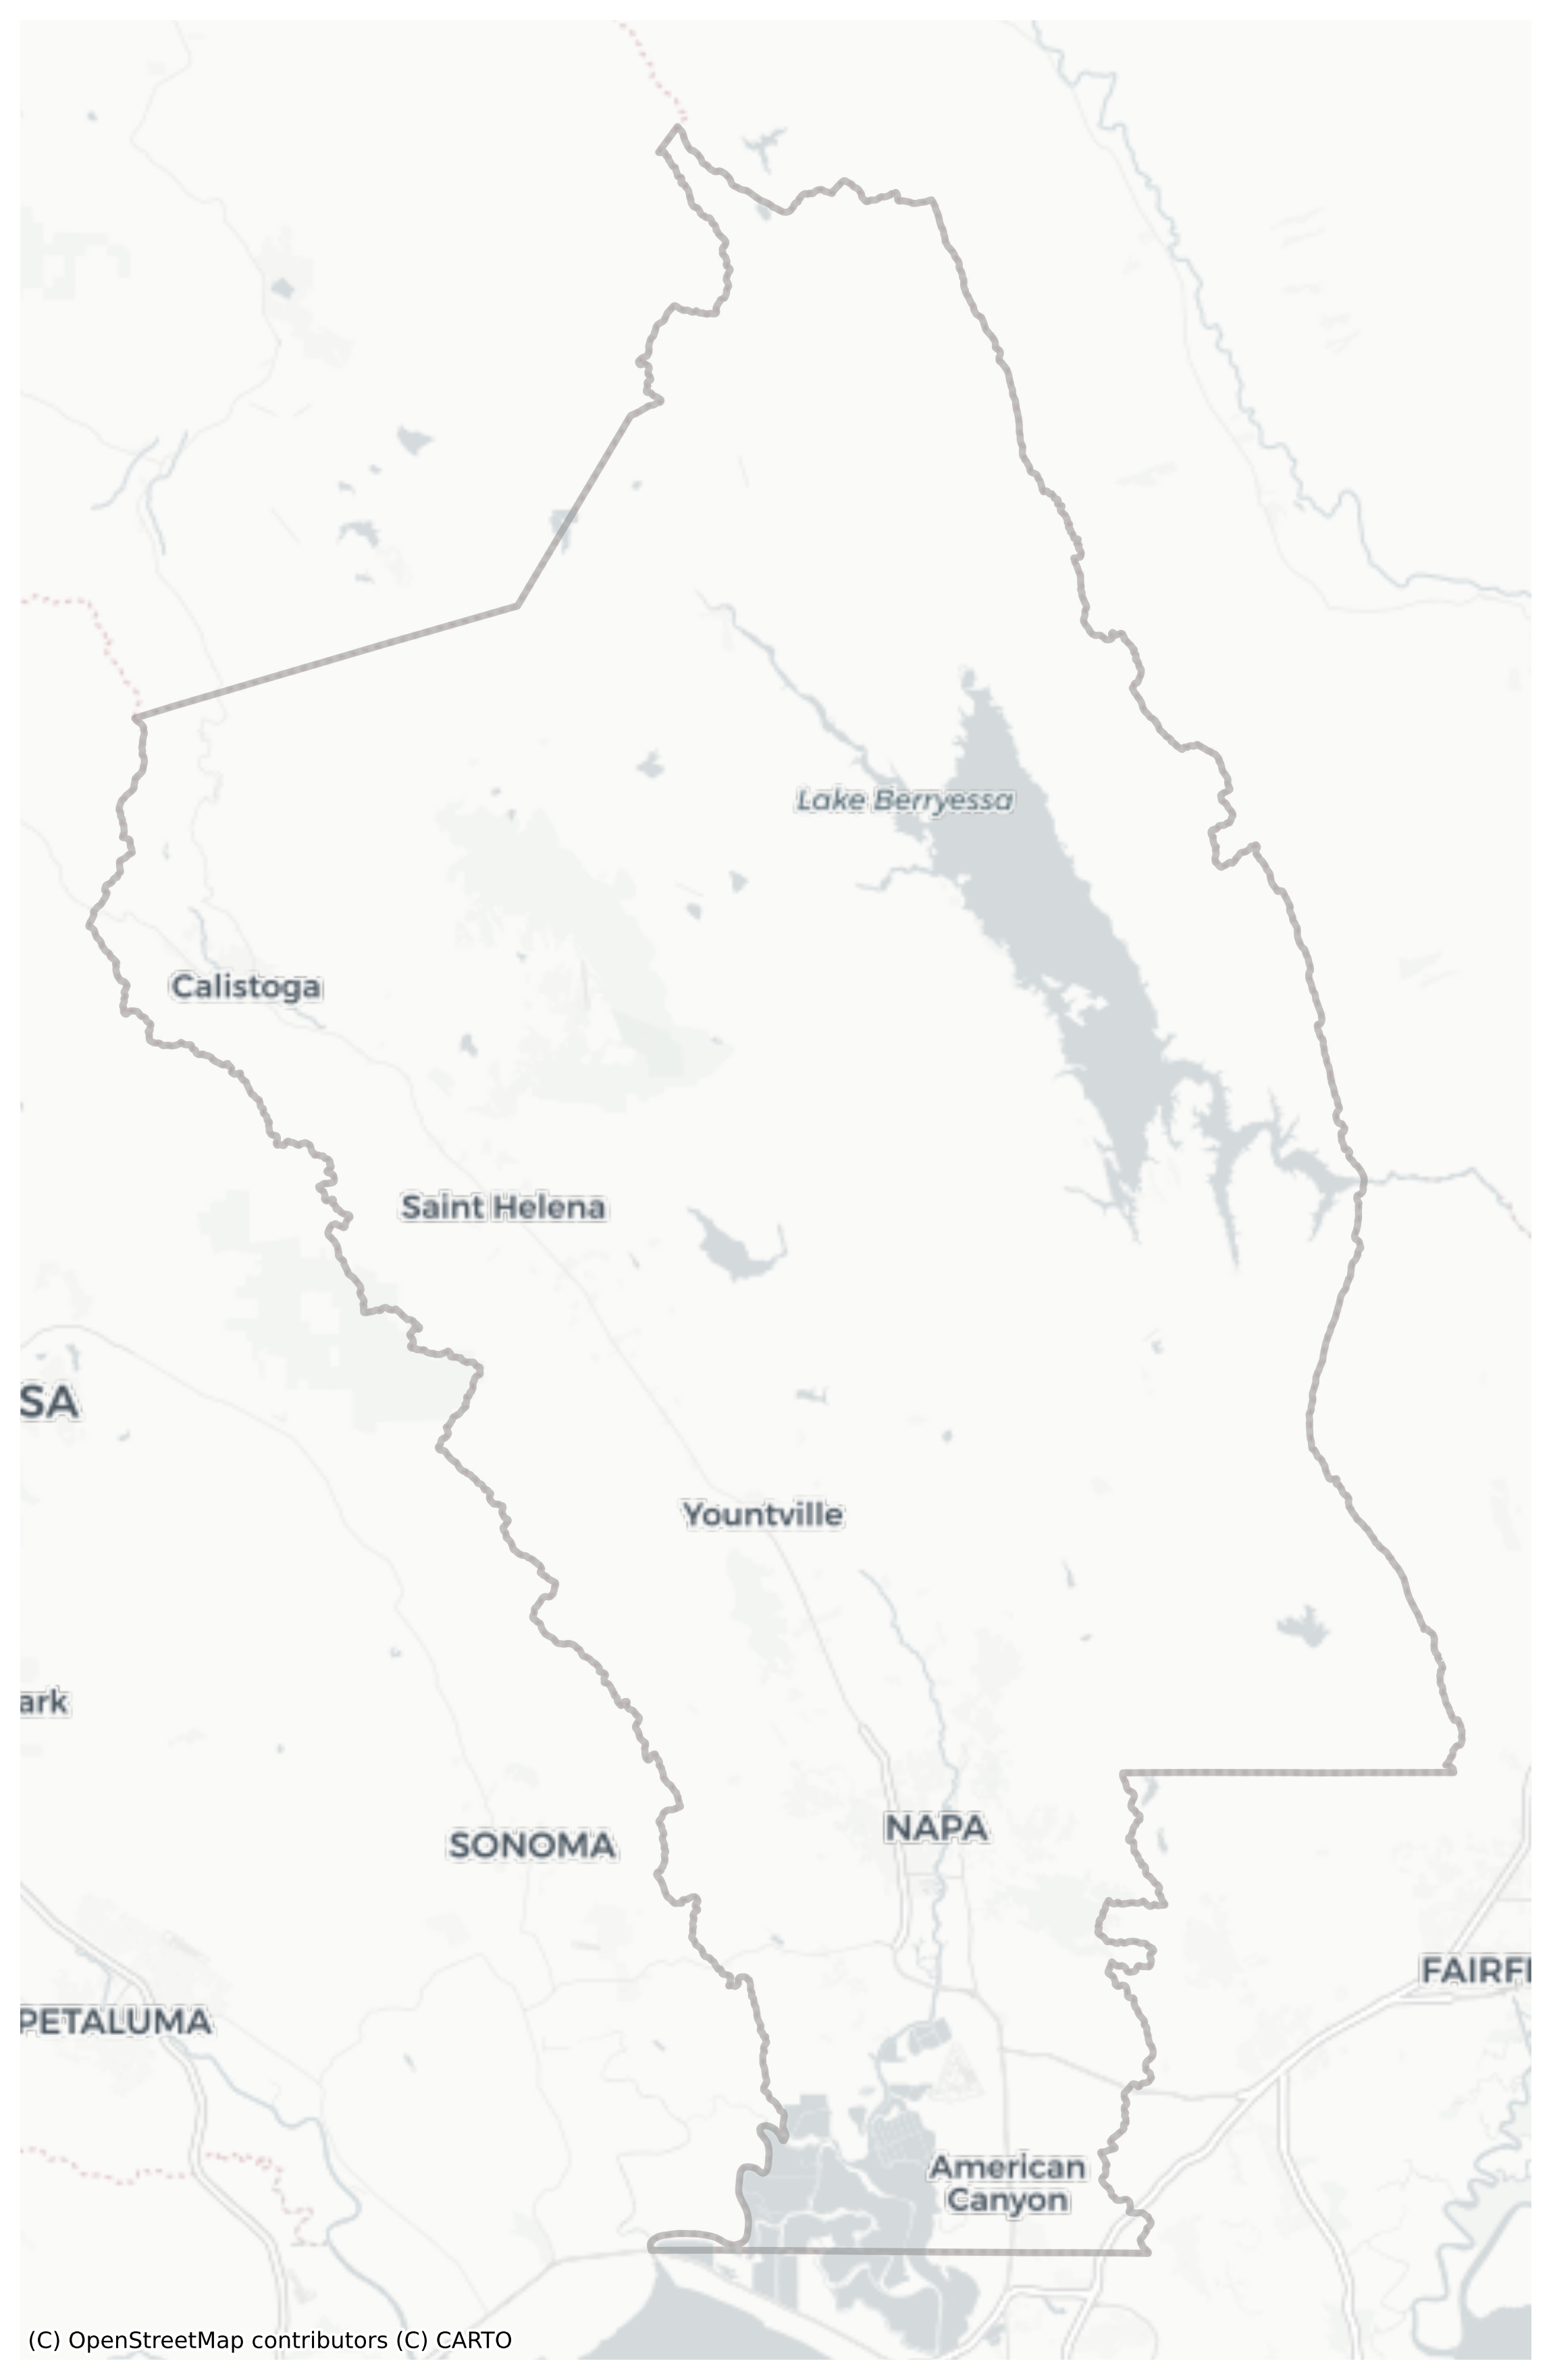 Lake Berryessa
Calistoga
Saint Helena
SA
Yountville
ark
NAPA
SONOMA
FAIRFI
PETALUMA
American
Canyon
(C) OpenStreetMap contributors (C) CARTO